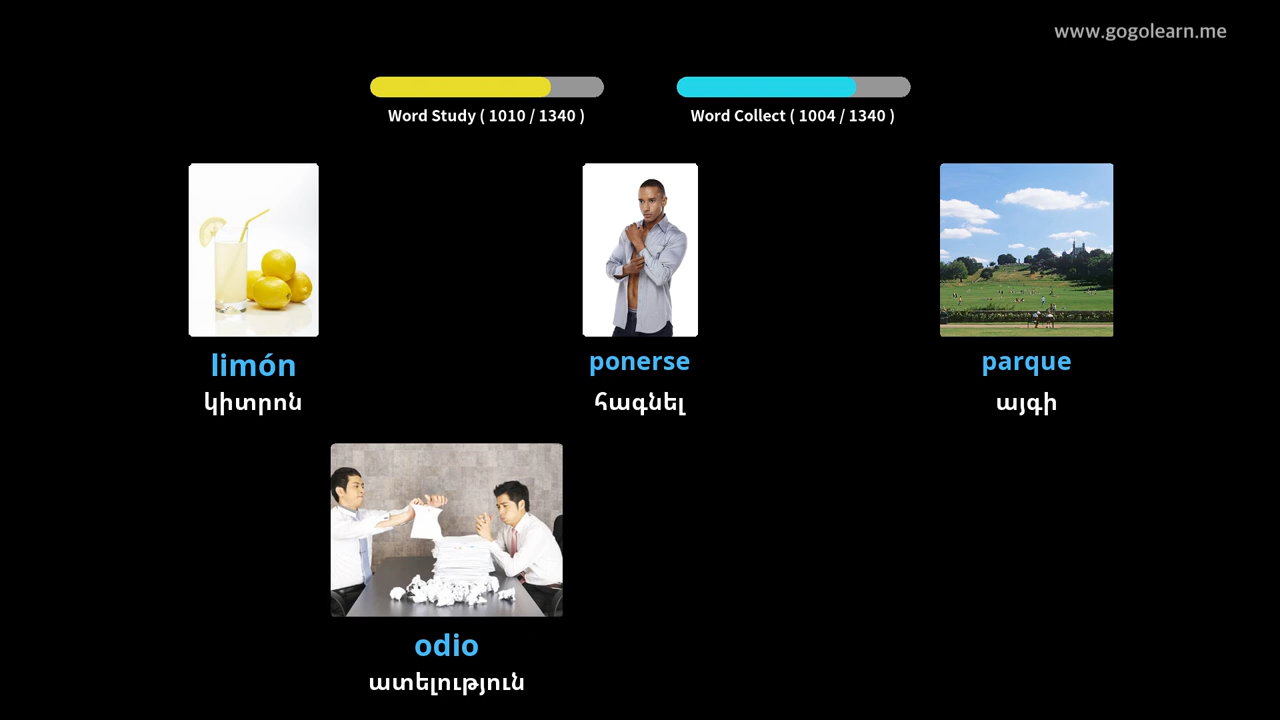 www.gogolearn.me
Word Study ( 1010 / 1340 )
Word Collect ( 1004 / 1340 )
limón
ponerse
parque
կիտրոն
հագնել
այգի
odio
ատելություն